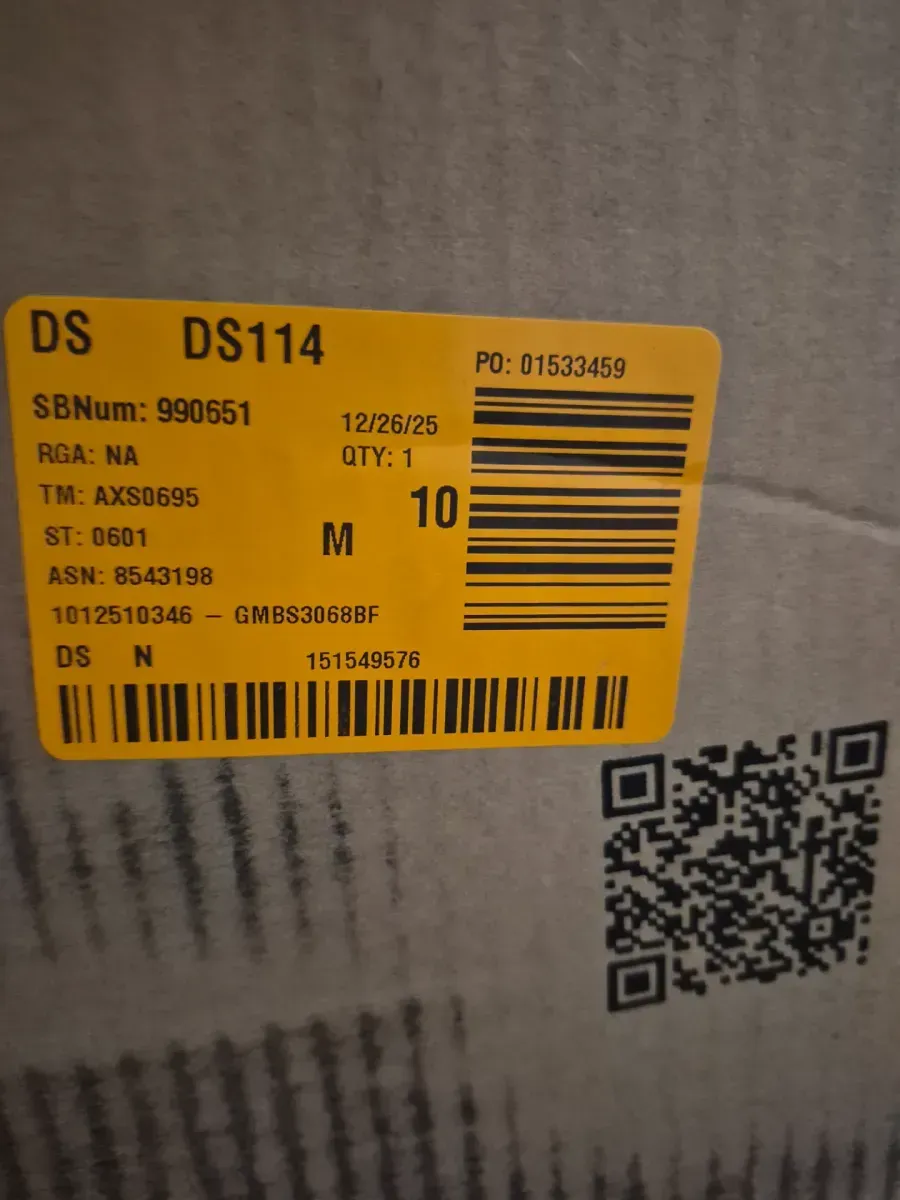 DS DS114
PO: 01533459
SBNum: 990651
12/26/25
RGA: NA
QTY: 1
TM: AXS0695
10
ST: 0601
M
ASN: 8543198
1012510346 – GMBS3068BF
DS N
151549576